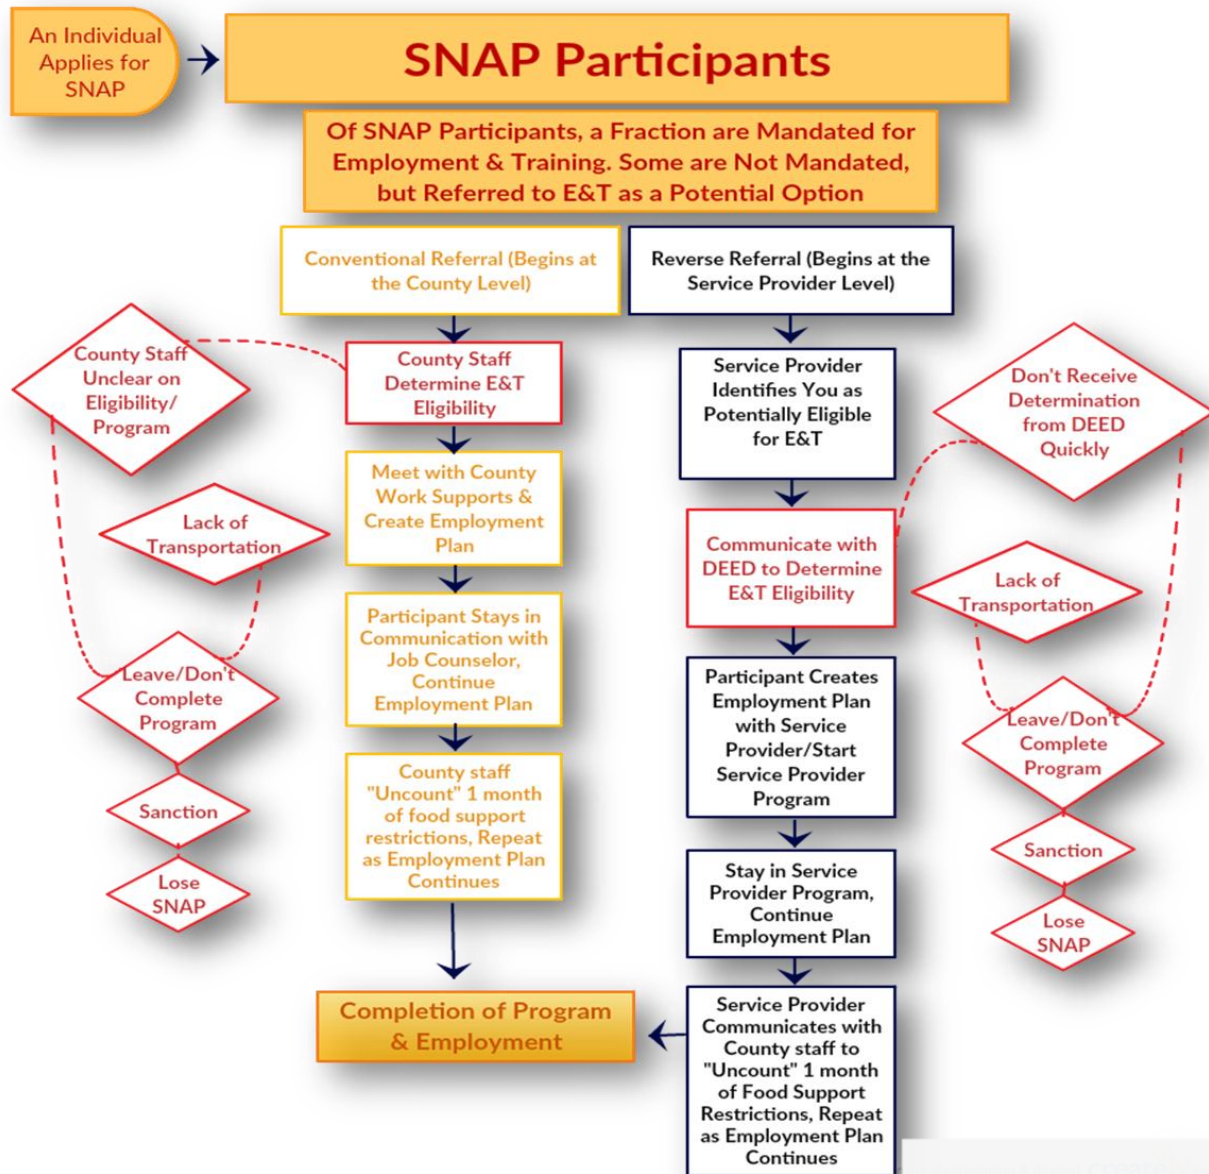 An Individual
Applies for
SNAP
SNAP Participants
Of SNAP Participants, a Fraction are Mandated for
Employment & Training. Some are Not Mandated,
but Referred to E&T as a Potential Option
Conventional Referral (Begins at
the County Level)
County Staff
Determine E&T
Eligibility
Meet with County
Work Supports &
Create Employment
Plan
Participant Stays in
Communication with
Job Counselor,
Continue
Employment Plan
County staff
"Uncount" 1 month
of food support
restrictions, Repeat
as Employment Plan
Continues
County Staff
Unclear on
Eligibility/
Program
Lack of
Transportation
Leave/Don't
Complete
Program
Sanction
Lose
SNAP
Reverse Referral (Begins at the
Service Provider Level)
Service Provider
Identifies You as
Potentially Eligible
for E&T
Communicate with
DEED to Determine
E&T Eligibility
Participant Creates
Employment Plan
with Service
Provider/Start
Service Provider
Program
Stay in Service
Provider Program,
Continue
Employment Plan
Service Provider
Communicates with
County staff to
"Uncount" 1 month
of Food Support
Restrictions, Repeat
as Employment Plan
Continues
Don't Receive
Determination
from DEED
Quickly
Lack of
Transportation
Leave/Don't
Complete
Program
Sanction
Lose
SNAP
Completion of Program
& Employment